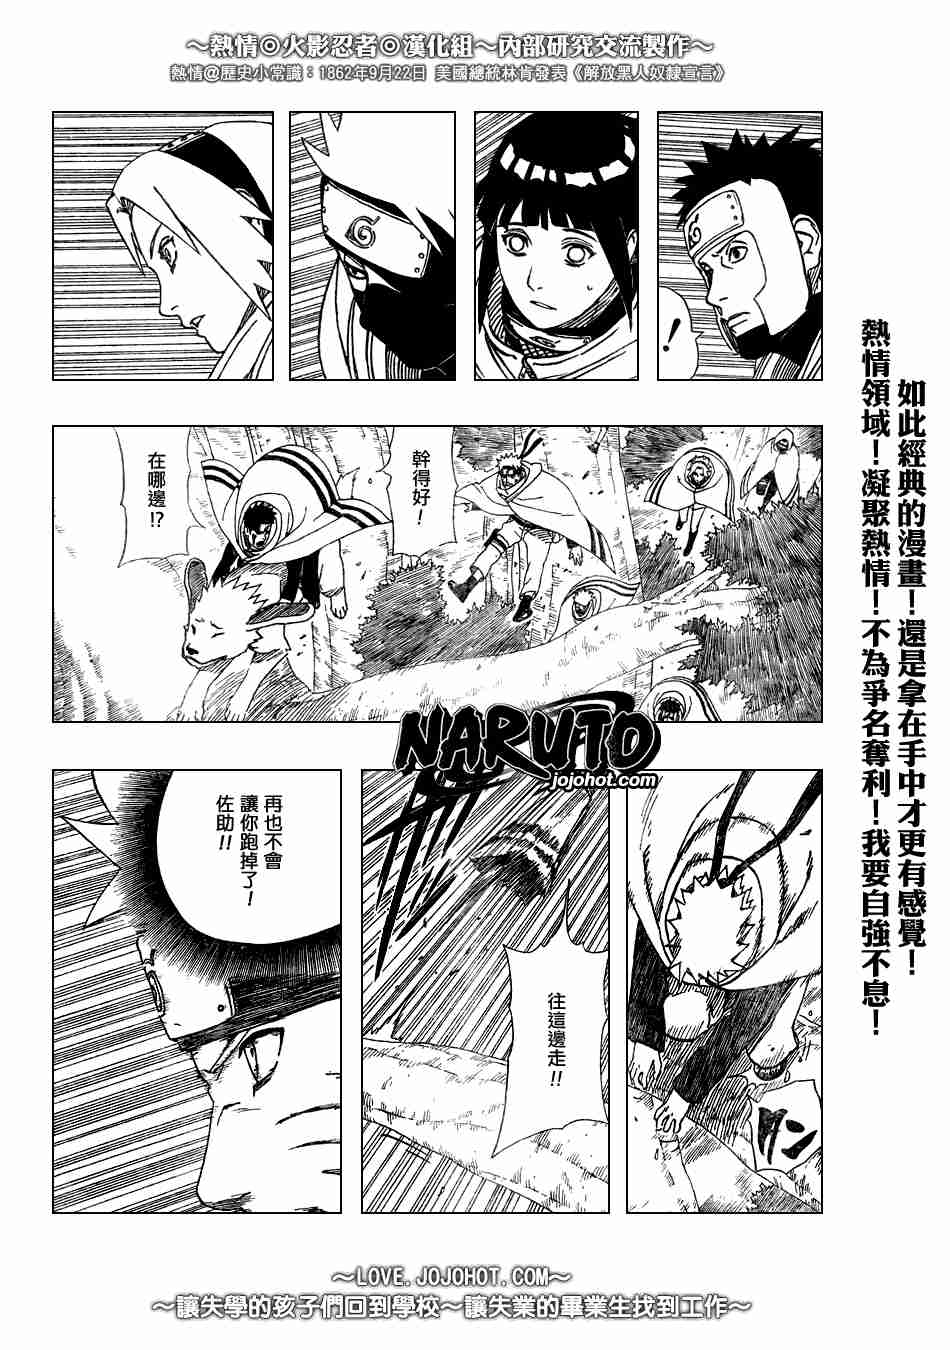 ～熱情◎火影忍者◎漢化組～內部研究交流製作～
熱情@歷史小常識：1862年9月22日 美國總統林肯發表《解放黑人奴隸宣言》
！
如此經典的漫畫！還是拿在手中才更有感覺！
熱情領域！凝聚熱情！不為爭名奪利！我要自強不息！
幹得好！
在哪邊!?
NARUTO
jojohot.com
往這邊走!!
クン
再也不會
讓你跑掉了！
佐助!!
～LOVE.JOJOHOT.COM～
～讓失學的孩子們回到學校～讓失業的畢業生找到工作～